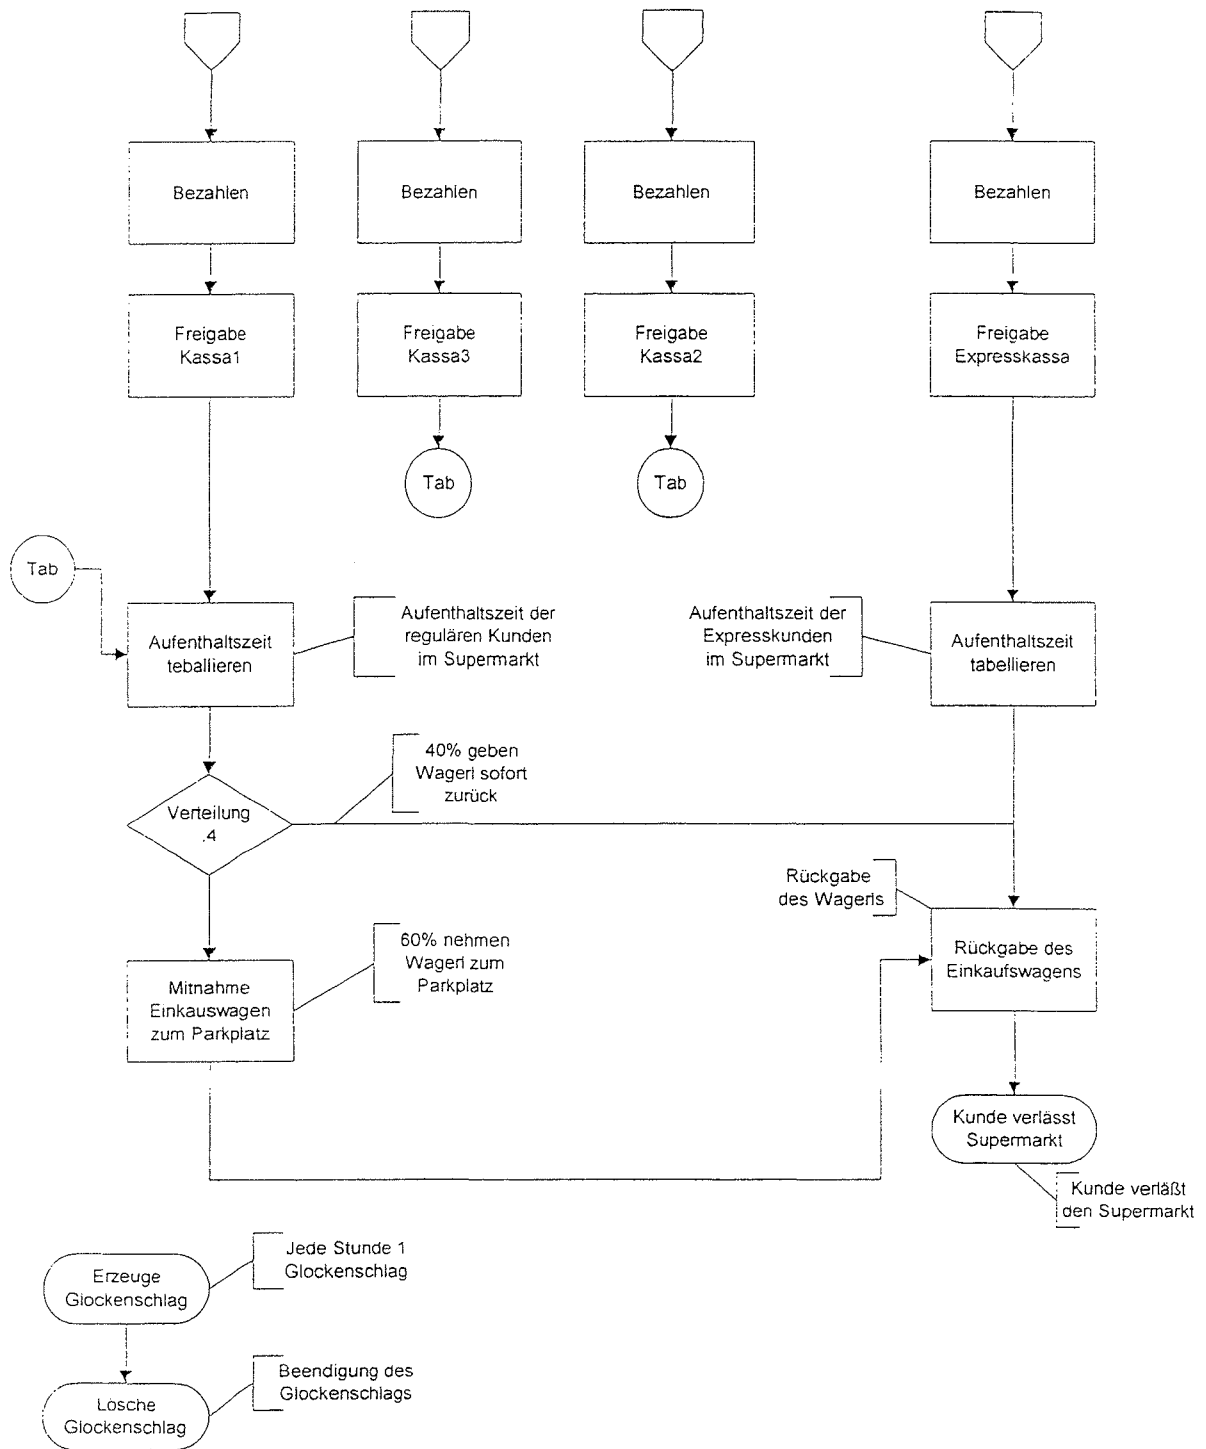 Bezahlen
Bezahlen
Bezahlen
Bezahlen
Freigabe
Kassa1
Freigabe
Kassa3
Freigabe
Kassa2
Freigabe
Expresskassa
Tab
Tab
Tab
Aufenthaltszeit
teballieren
Aufenthaltszeit der
regulären Kunden
im Supermarkt
Aufenthaltszeit der
Expresskunden
im Supermarkt
Aufenthaltszeit
tabellieren
40% geben
Wagerl sofort
zurück
Verteilung
.4
Rückgabe
des Wagerls
60% nehmen
Wagerl zum
Parkplatz
Rückgabe des
Einkaufswagens
Mitnahme
Einkauswagen
zum Parkplatz
Kunde verlässt
Supermarkt
Kunde verläßt
den Supermarkt
Jede Stunde 1
Glockenschlag
Erzeuge
Glockenschlag
Beendigung des
Glockenschlags
Lösche
Glockenschlag